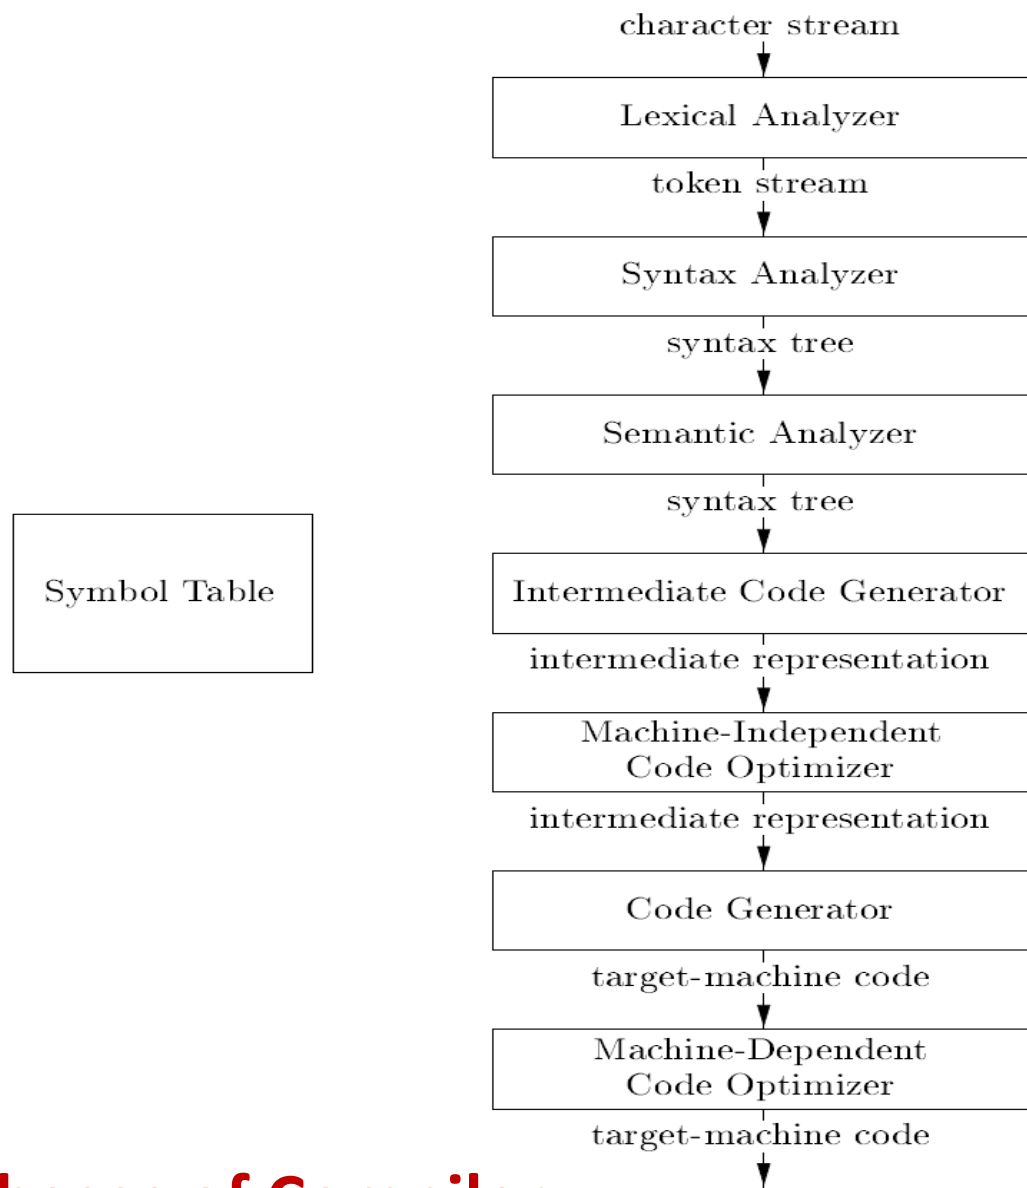 character stream
Lexical Analyzer
token stream
Syntax Analyzer
syntax tree
Semantic Analyzer
syntax tree
Symbol Table
Intermediate Code Generator
intermediate representation
Machine-Independent
Code Optimizer
intermediate representation
Code Generator
target-machine code
Machine-Dependent
Code Optimizer
target-machine code
of